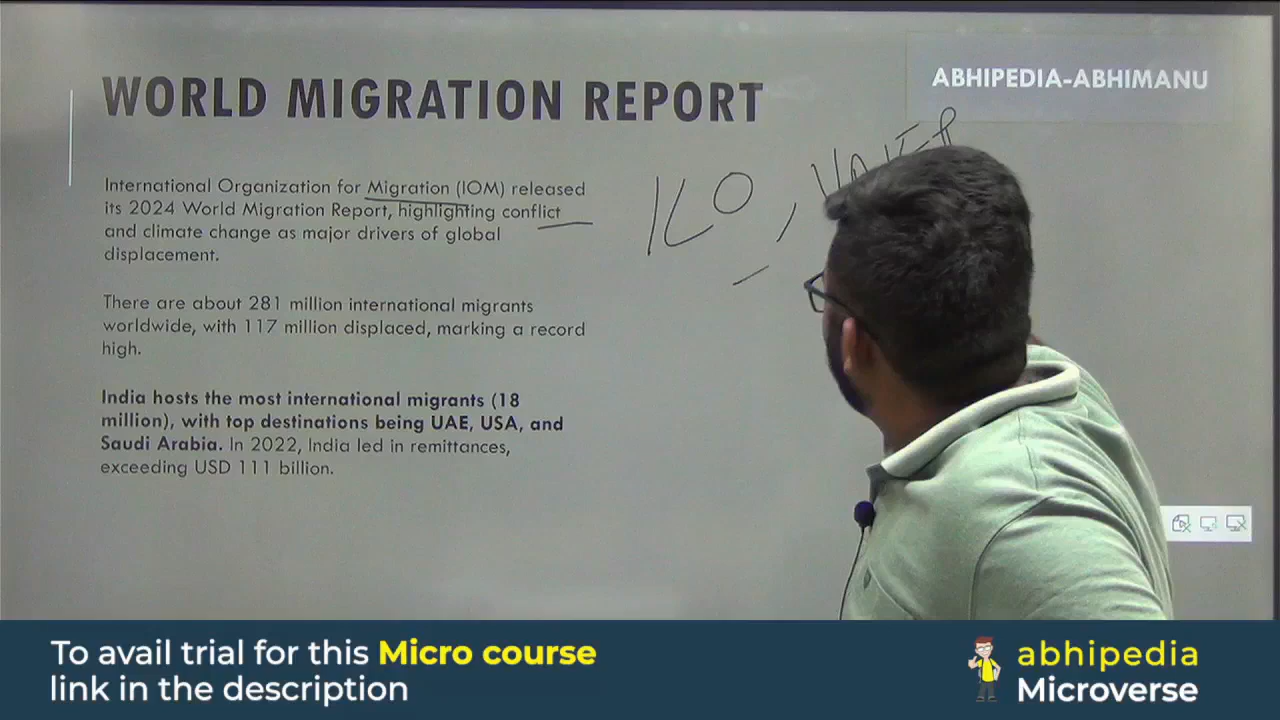 WORLD MIGRATION REPORT
ABHIPEDIA-ABHIMANU
International Organization for Migration (IOM) released
its 2024 World Migration Report, highlighting conflict
and climate change as major drivers of global
displacement.
ILO,
There are about 281 million international migrants
worldwide, with 117 million displaced, marking a record
high.
India hosts the most international migrants (18
million), with top destinations being UAE, USA, and
Saudi Arabia. In 2022, India led in remittances,
exceeding USD 111 billion.
To avail trial for this Micro course
link in the description
abhipedia
Microverse